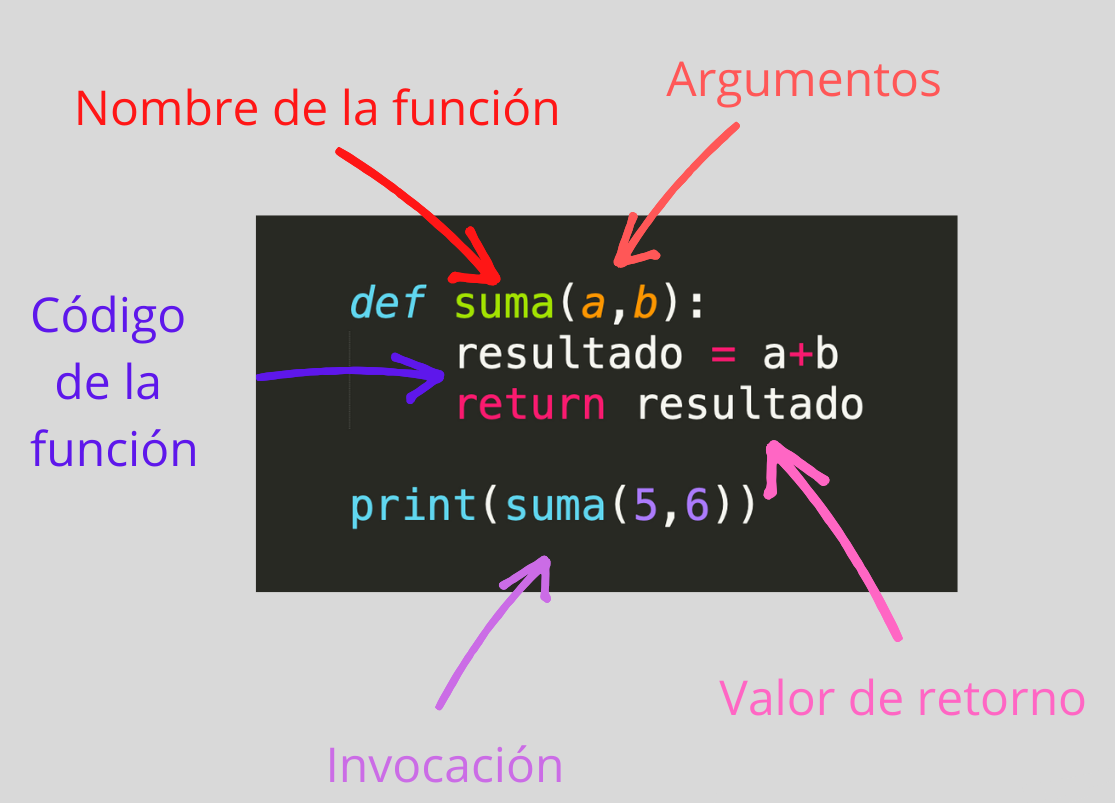 Argumentos
Nombre de la función
Código
de la
función
def suma(a,b):
resultado = a+b
return resultado
print(suma(5,6))
Valor de retorno
Invocación